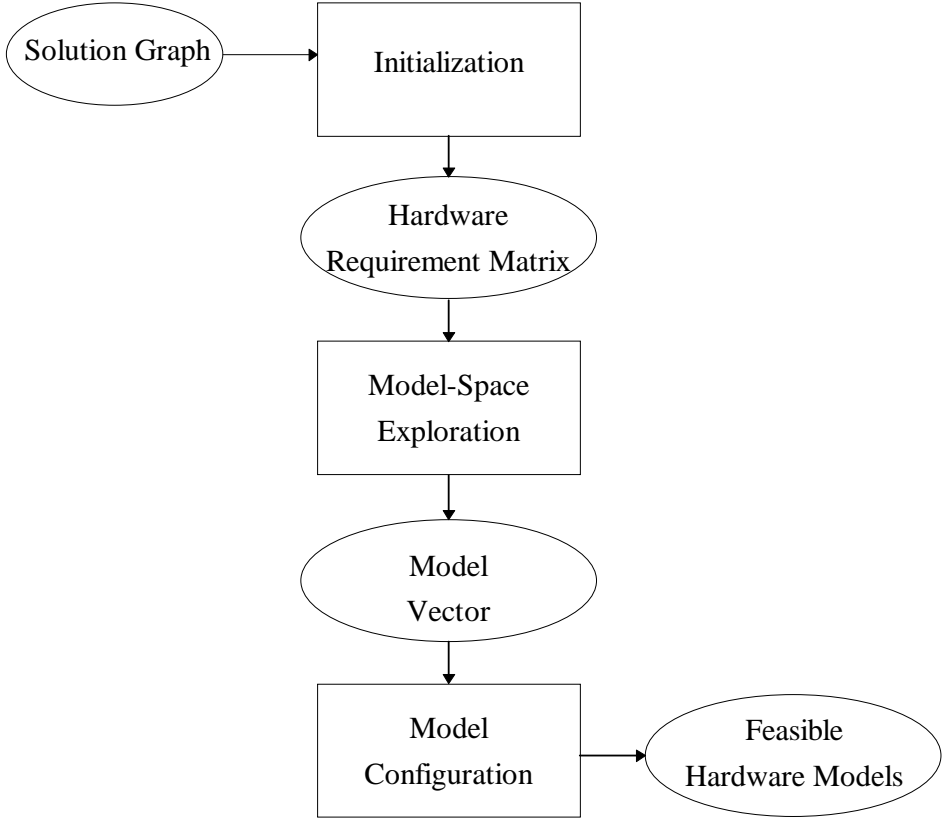 Solution Graph
Initialization
Hardware
Requirement Matrix
Model-Space
Exploration
Model
Vector
Model
Configuration
Feasible
Hardware Models